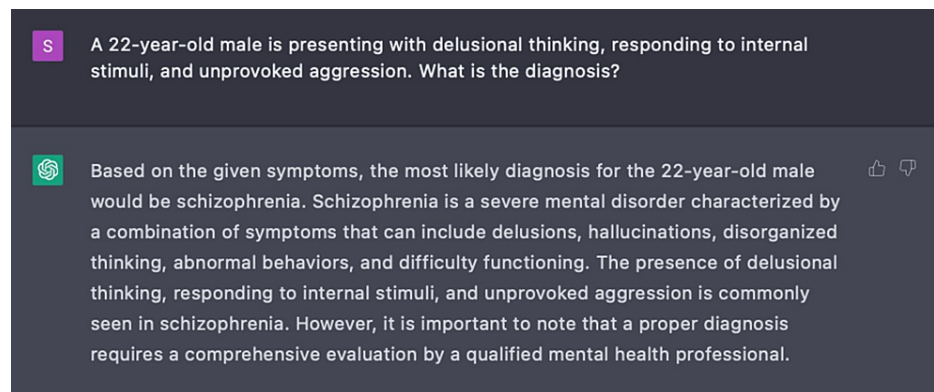 S
A 22-year-old male is presenting with delusional thinking, responding to internal
stimuli, and unprovoked aggression. What is the diagnosis?
Based on the given symptoms, the most likely diagnosis for the 22-year-old male
would be schizophrenia. Schizophrenia is a severe mental disorder characterized by
a combination of symptoms that can include delusions, hallucinations, disorganized
thinking, abnormal behaviors, and difficulty functioning. The presence of delusional
thinking, responding to internal stimuli, and unprovoked aggression is commonly
seen in schizophrenia. However, it is important to note that a proper diagnosis
requires a comprehensive evaluation by a qualified mental health professional.